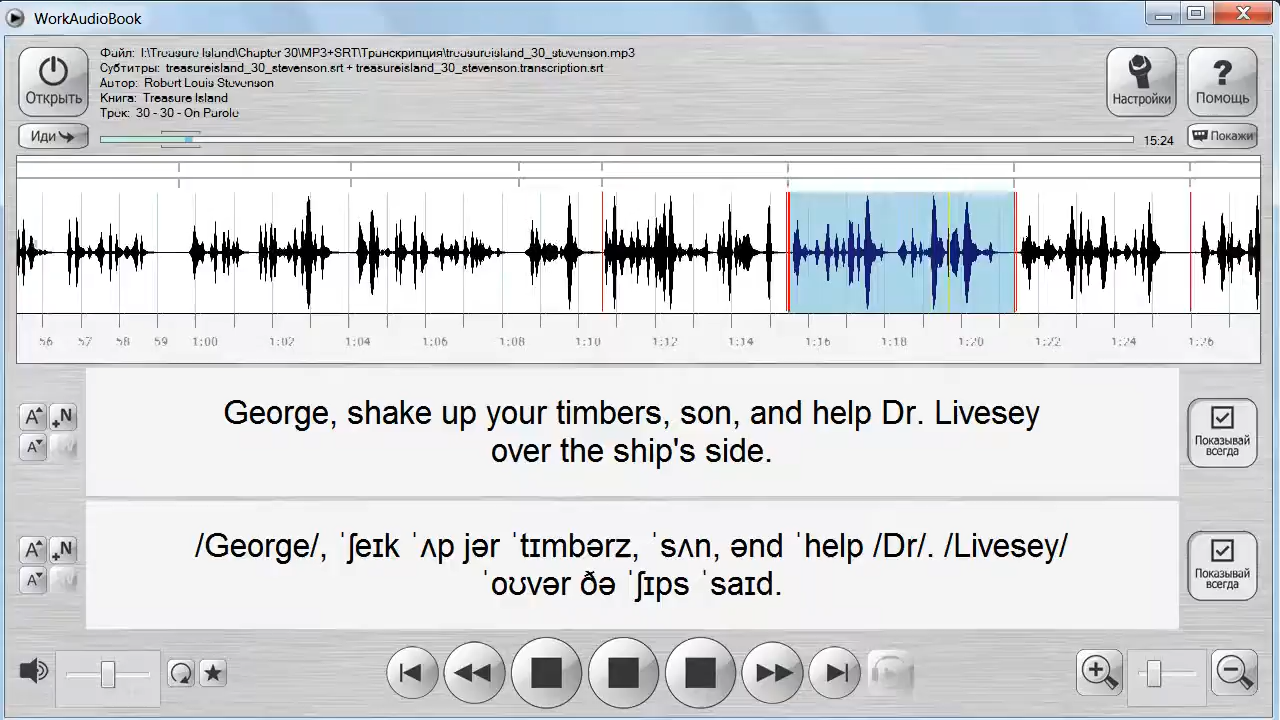 WorkAudioBook
Открыть
Файл: I:\Treasure Island\Chapter 30\MP3+SRT\Транскрипция\treasureisland_30_stevenson.mp3
Субтитры: treasureisland_30_stevenson.srt + treasureisland_30_stevenson.transcription.srt
Автор: Robert Louis Stevenson
Книга: Treasure Island
Трек: 30 - 30 - On Parole
Настройки
?
Помощь
Иди
15:24
Покажи
56 57 58 59 1:00 1:02 1:04 1:06 1:08 1:10 1:12 1:14 1:16 1:18 1:20 1:22 1:24 1:26
A N
A
George, shake up your timbers, son, and help Dr. Livesey
over the ship's side.
Показывай
всегда
A N
A
/George/, ˈʃeɪk ˈʌp jər ˈtɪmbərz, ˈsʌn, ənd ˈhelp /Dr/. /Livesey/
ˈoʊvər ðə ˈʃɪps ˈsaɪd.
Показывай
всегда